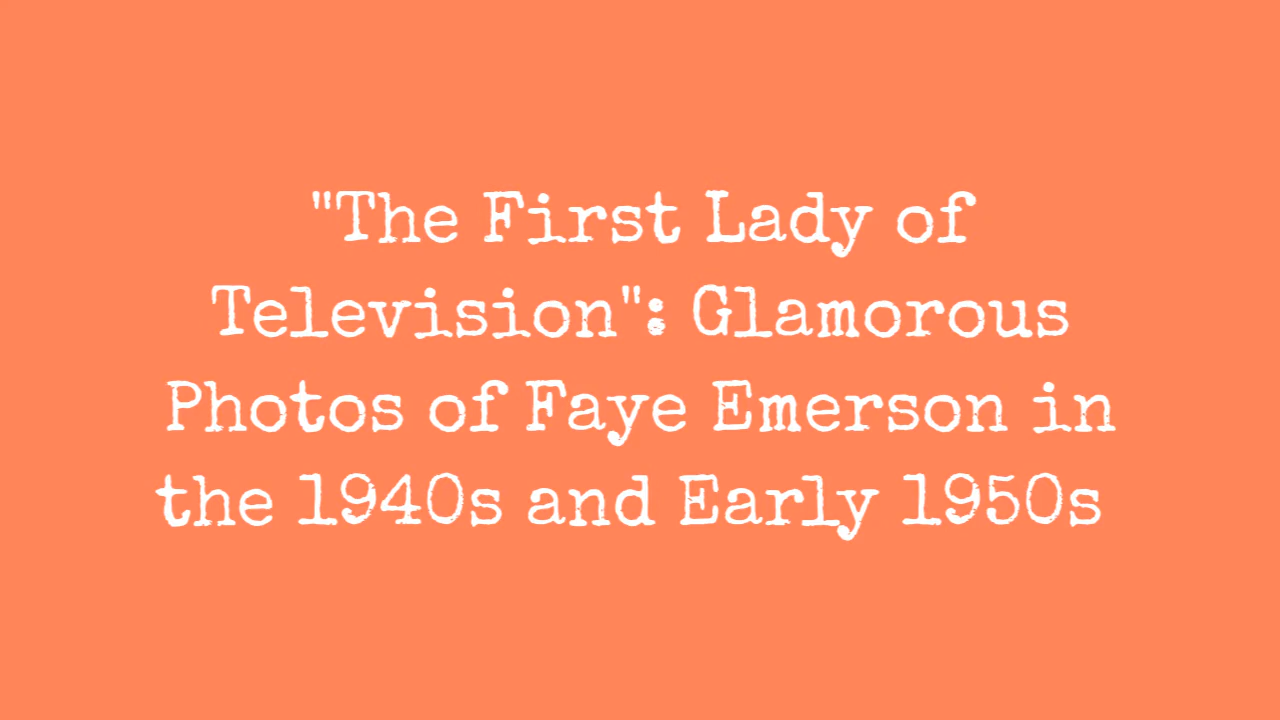 "The First Lady of
Television": Glamorous
Photos of Faye Emerson in
the 1940s and Early 1950s